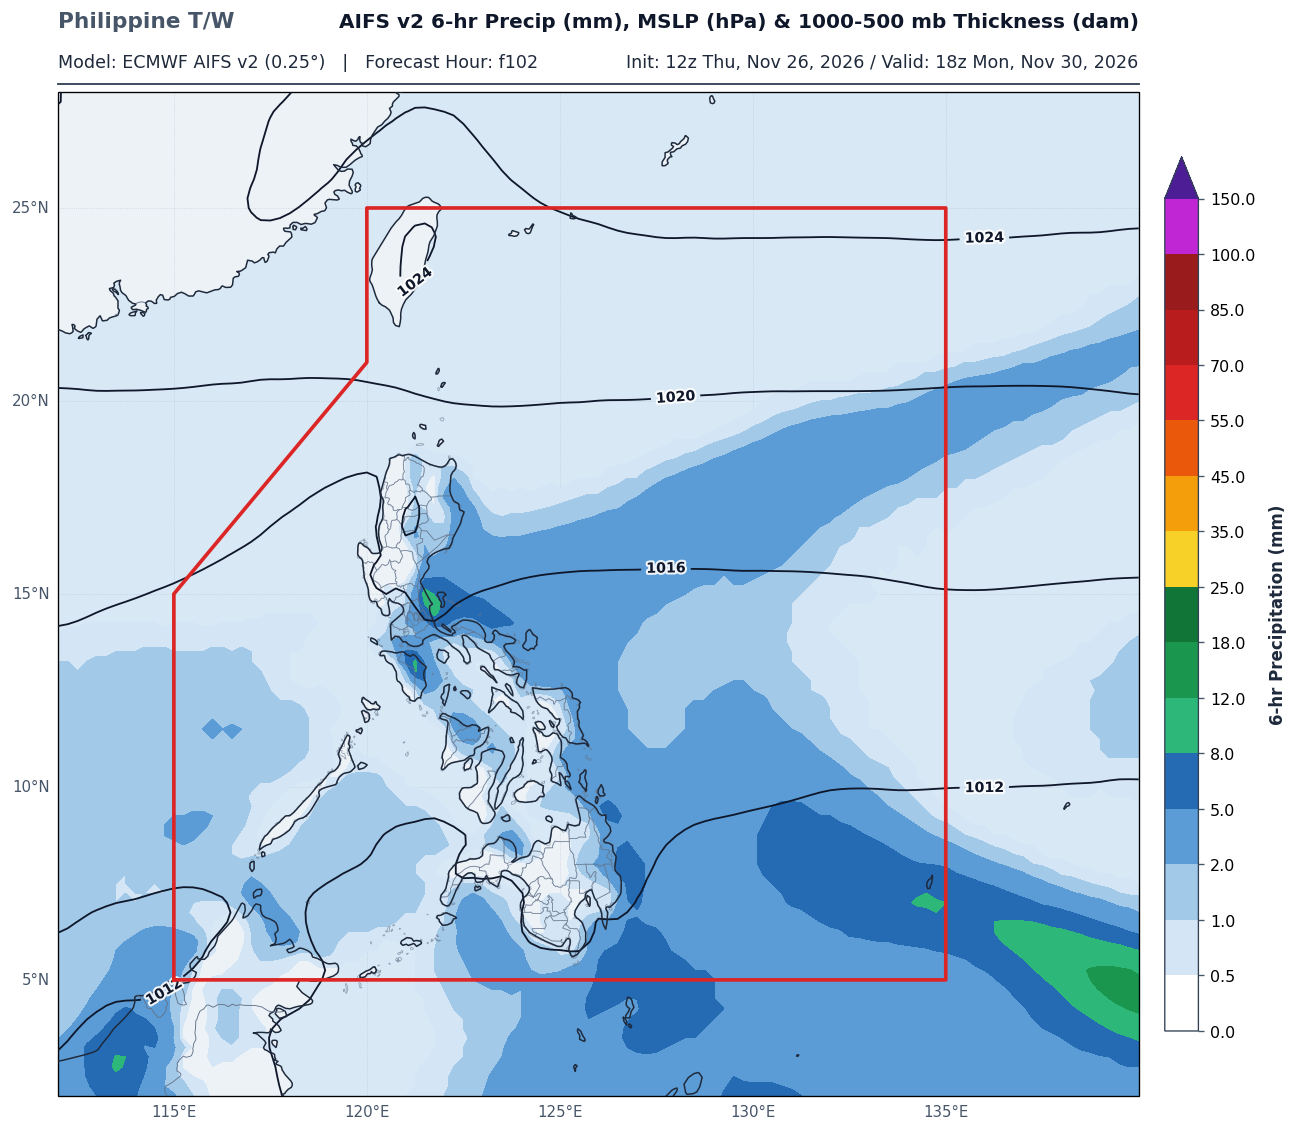 Philippine T/W
AIFS v2 6-hr Precip (mm), MSLP (hPa) & 1000-500 mb Thickness (dam)
Model: ECMWF AIFS v2 (0.25°)   |   Forecast Hour: f102
Init: 12z Thu, Nov 26, 2026 / Valid: 18z Mon, Nov 30, 2026
25°N
20°N
15°N
10°N
5°N
115°E
120°E
125°E
130°E
135°E
1024
1024
1020
1016
1012
1012
150.0
100.0
85.0
70.0
55.0
45.0
35.0
25.0
18.0
12.0
8.0
5.0
2.0
1.0
0.5
0.0
6-hr Precipitation (mm)